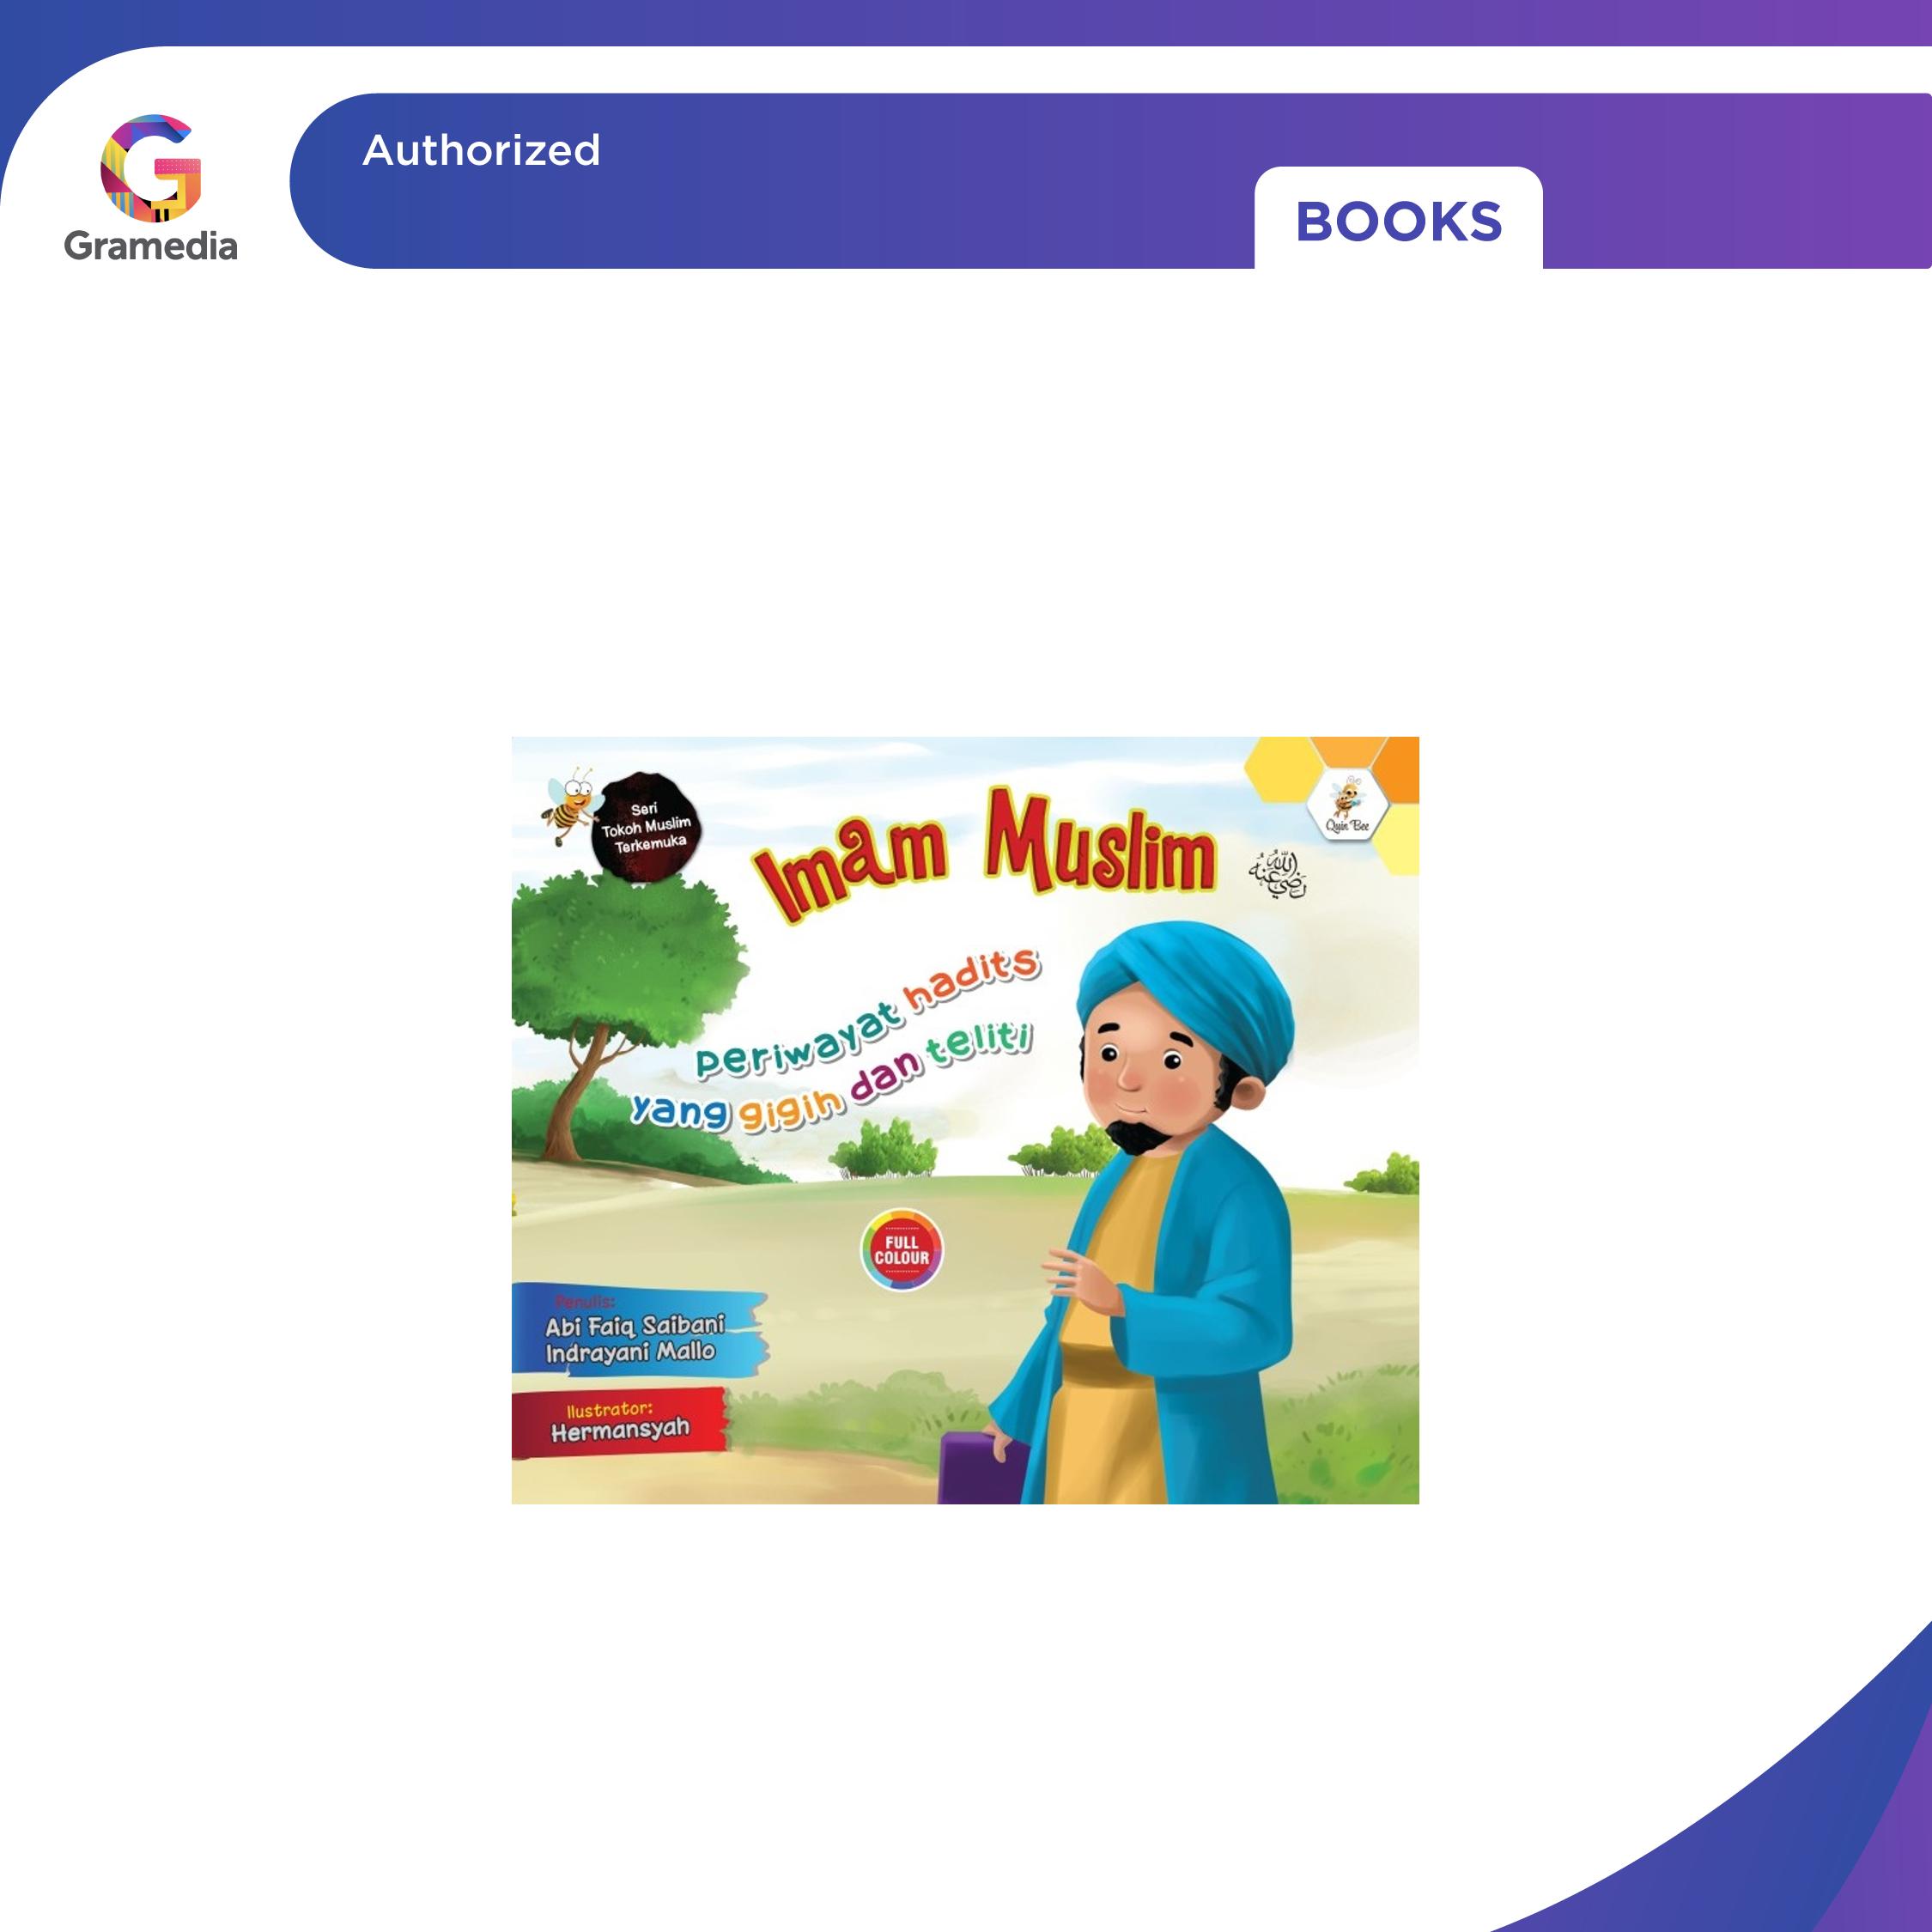 Gramedia
Authorized
BOOKS
Seri
Tokoh Muslim
Terkemuka
Imam Muslim
رضي الله عنه
Quin Bee
periwayat hadits
yang gigih dan teliti
FULL
COLOUR
Penulis:
Abi Faiq Saibani
Indrayani Mallo
Ilustrator:
Hermansyah